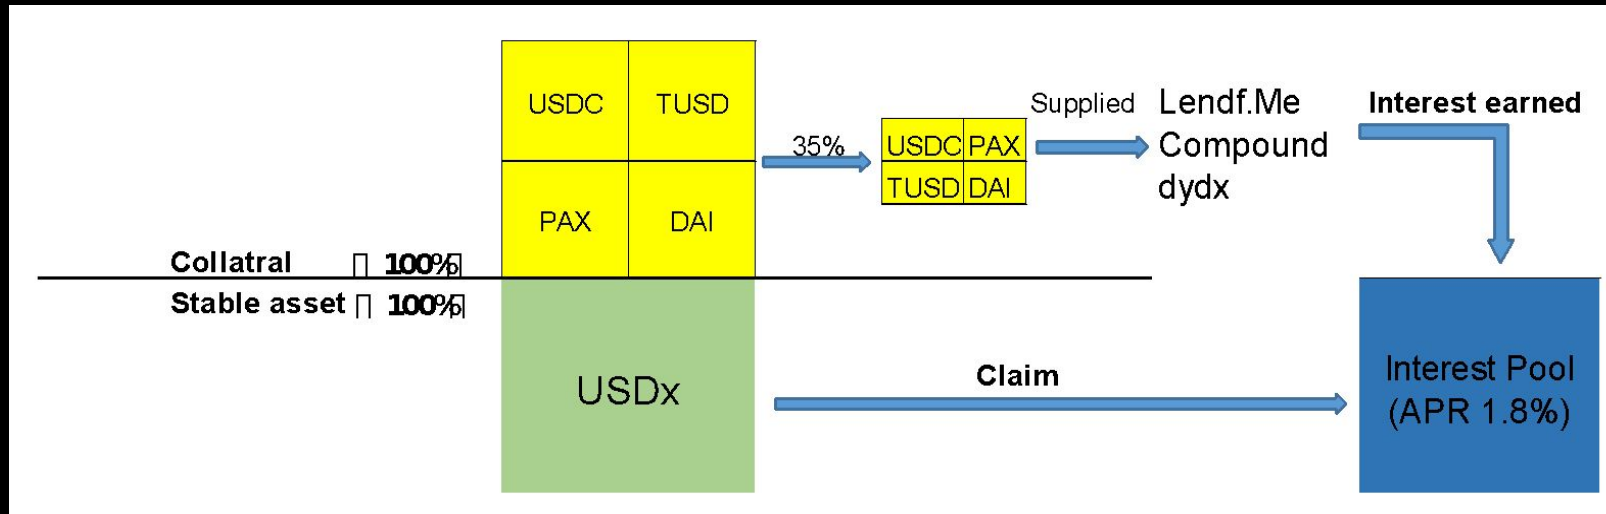 USDC TUSD
PAX DAI
35%
USDC PAX
TUSD DAI
Supplied
Lendf.Me
Compound
dydx
Interest earned
Collatral 100%
Stable asset 100%
USDx
Claim
Interest Pool
(APR 1.8%)